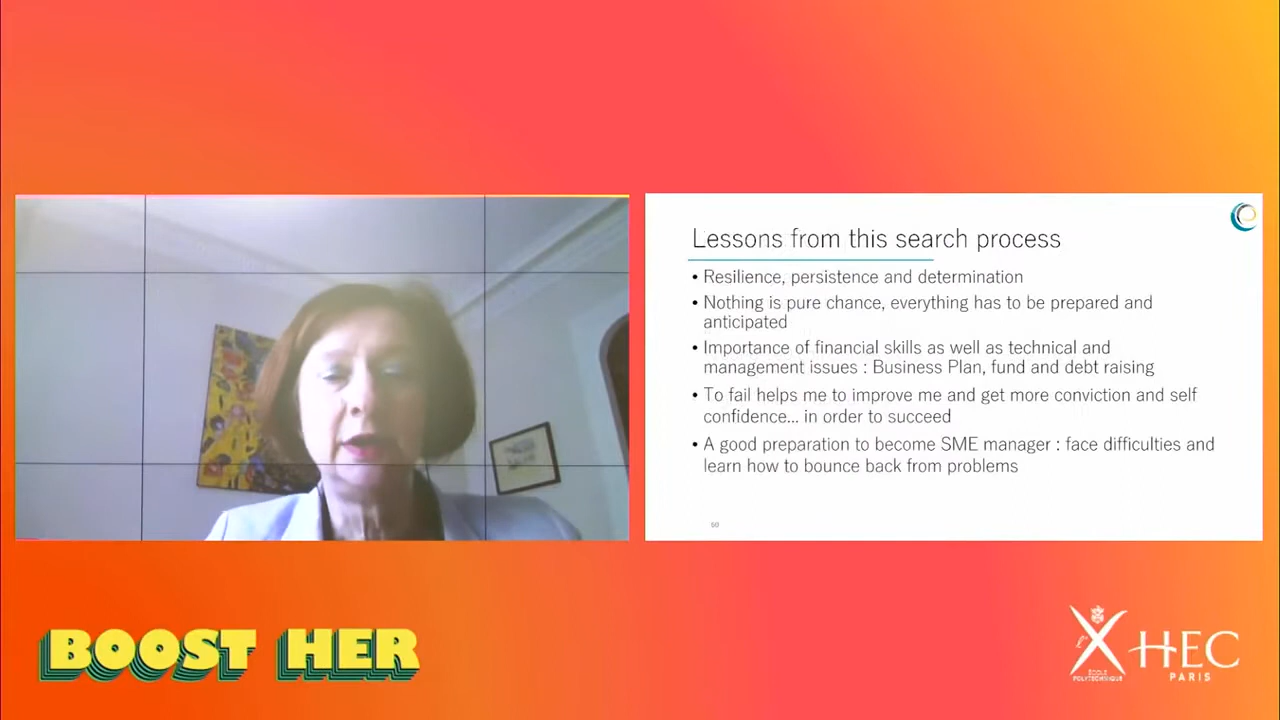 Lessons from this search process
• Resilience, persistence and determination
• Nothing is pure chance, everything has to be prepared and
anticipated
• Importance of financial skills as well as technical and
management issues : Business Plan, fund and debt raising
• To fail helps me to improve me and get more conviction and self
confidence... in order to succeed
• A good preparation to become SME manager : face difficulties and
learn how to bounce back from problems
60
BOOST HER
X
ÉCOLE
POLYTECHNIQUE
HEC
PARIS